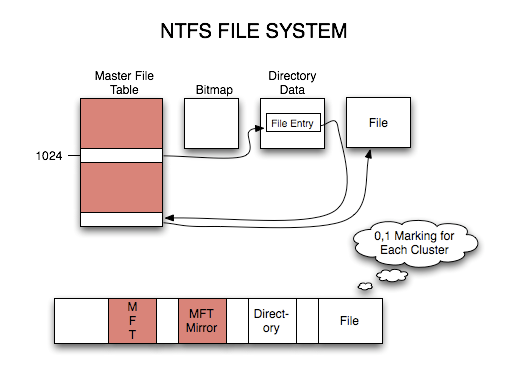 NTFS FILE SYSTEM
Master File
Table
Bitmap
Directory
Data
File Entry
File
1024
0,1 Marking for
Each Cluster
M
F
T
MFT
Mirror
Direct-
ory
File